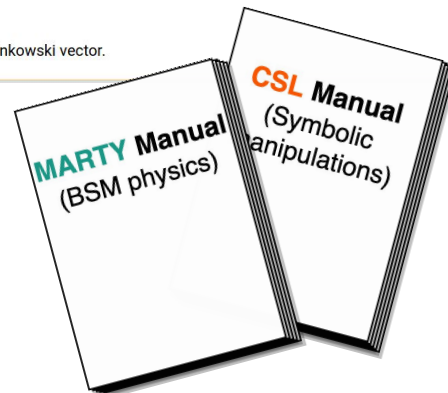 nkowski vector.
MARTY Manual
(BSM physics)
CSL Manual
(Symbolic
anipulations)